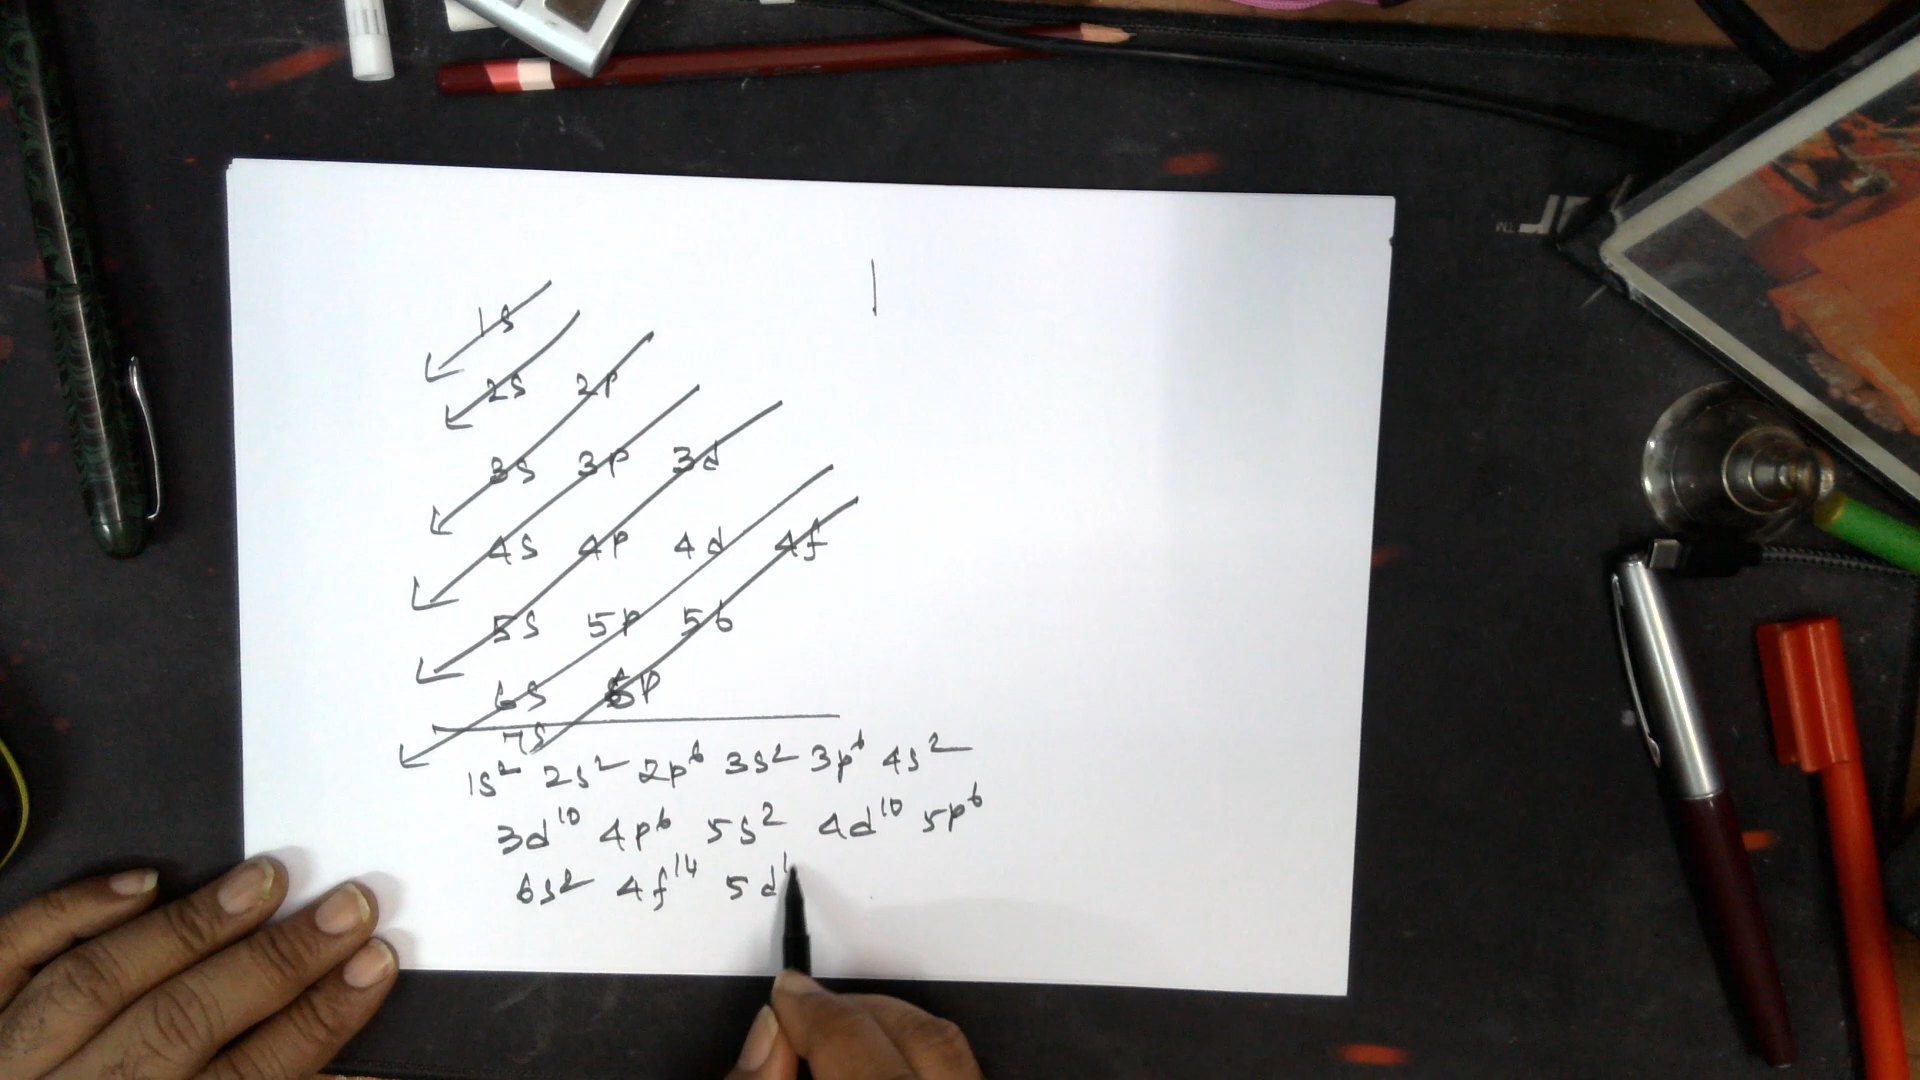 1s
2s 2p
3s 3p 3d
4s 4p 4d 4f
5s 5p 5d
6s 6p
7s
1s² 2s² 2p⁶ 3s² 3p⁶ 4s²
3d¹⁰ 4p⁶ 5s² 4d¹⁰ 5p⁶
6s² 4f¹⁴ 5d¹